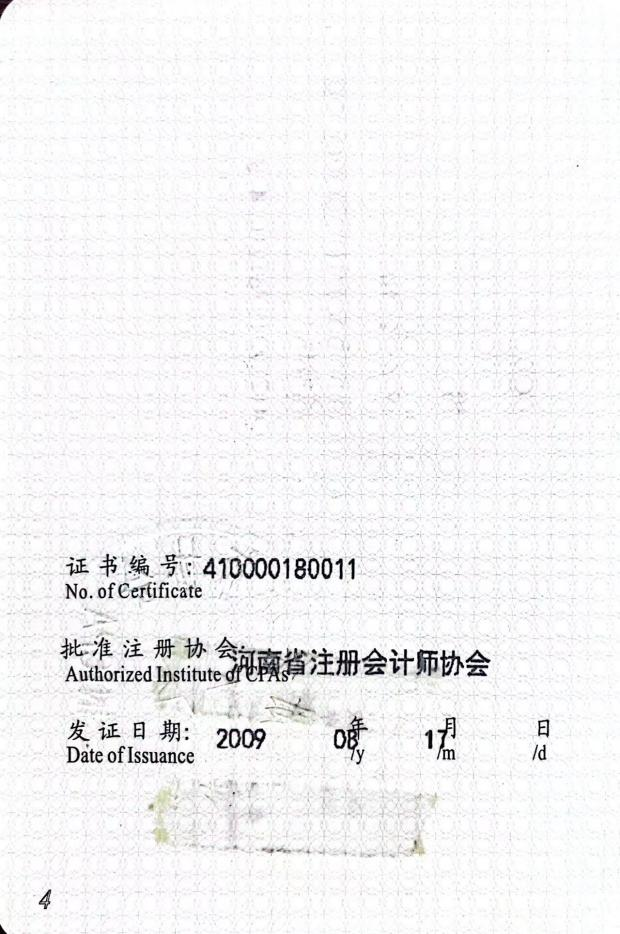 证书编号: 410000180011
No. of Certificate
批准注册协会: 河南省注册会计师协会
Authorized Institute of CPAs
发证日期: 2009 年 08 月 17 日
Date of Issuance /y /m /d
4